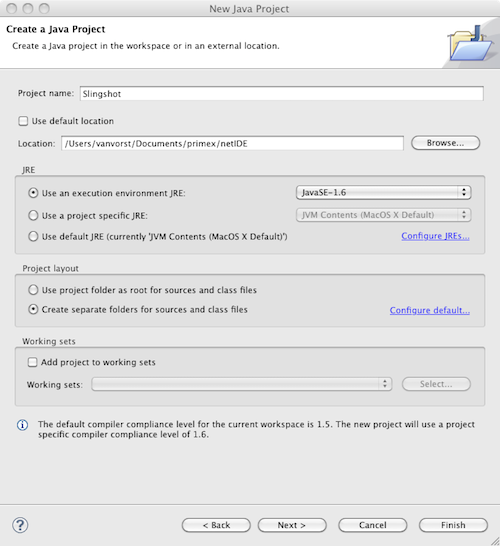 New Java Project
Create a Java Project
Create a Java project in the workspace or in an external location.
Project name: Slingshot
Use default location
Location: /Users/vanvorst/Documents/primex/netIDE Browse...
JRE
Use an execution environment JRE: JavaSE-1.6
Use a project specific JRE: JVM Contents (MacOS X Default)
Use default JRE (currently 'JVM Contents (MacOS X Default)') Configure JREs...
Project layout
Use project folder as root for sources and class files
Create separate folders for sources and class files Configure default...
Working sets
Add project to working sets
Working sets: Select...
The default compiler compliance level for the current workspace is 1.5. The new project will use a project
specific compiler compliance level of 1.6.
? < Back Next > Cancel Finish